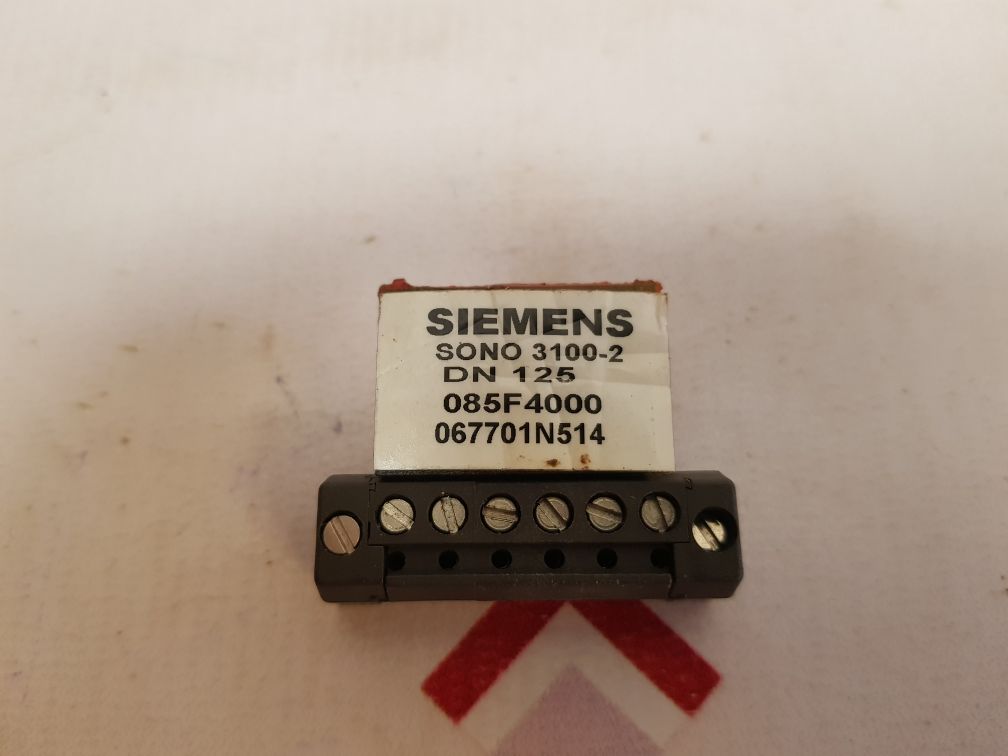 SIEMENS
SONO 3100-2
DN 125
085F4000
067701N514